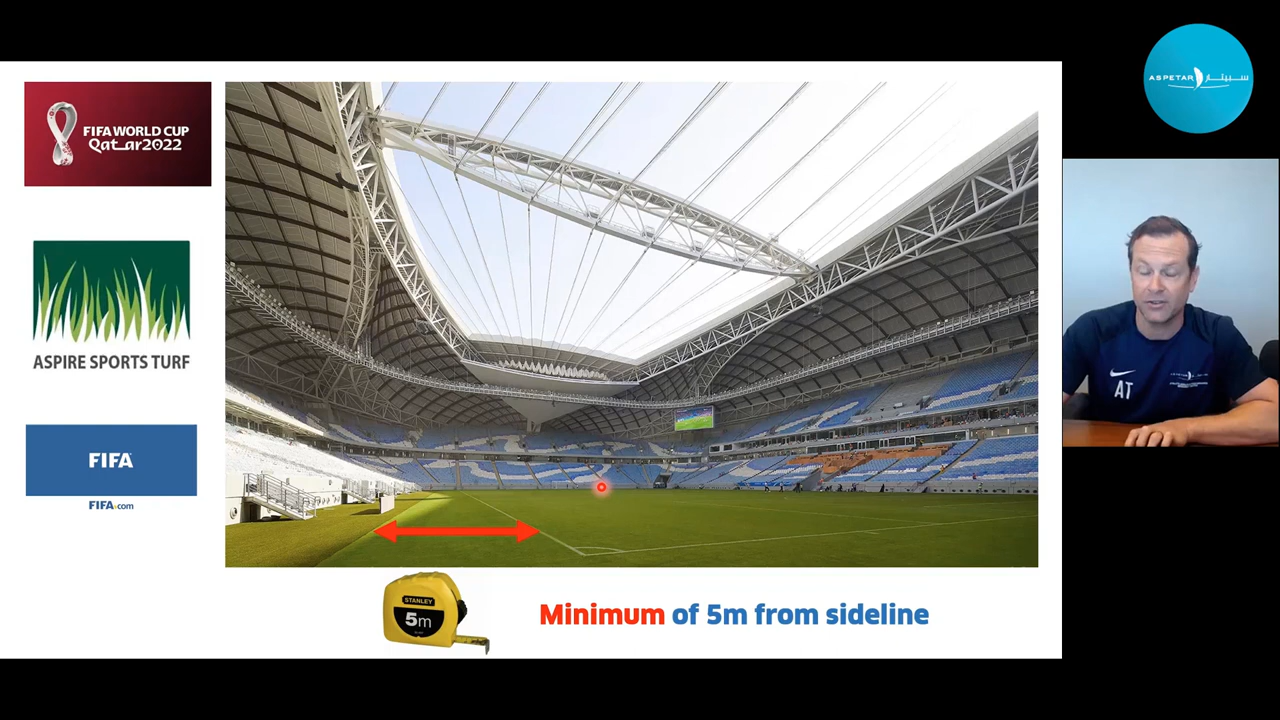 FIFA WORLD CUP
Qatar2022
ASPIRE SPORTS TURF
FIFA
FIFA.com
STANLEY
5m
Minimum of 5m from sideline
ASPETAR سبيتار
AT